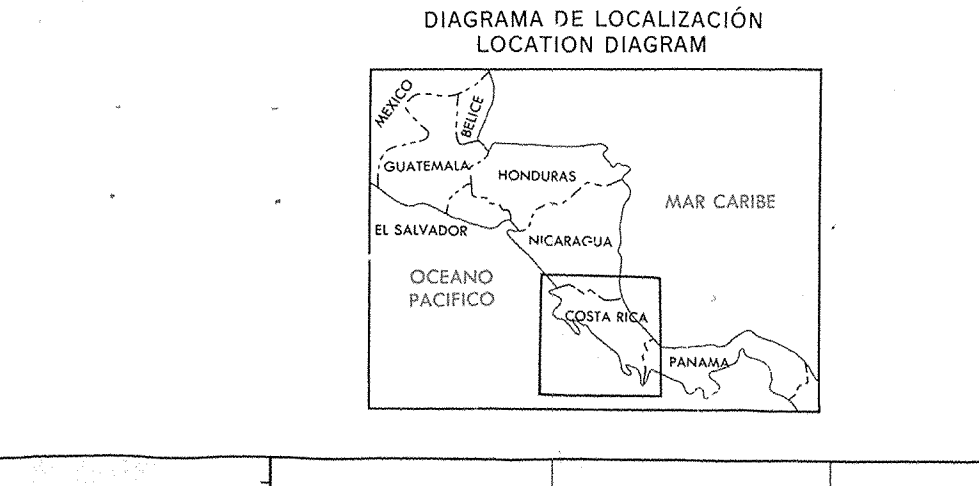 DIAGRAMA DE LOCALIZACIÓN
LOCATION DIAGRAM
MEXICO
BELICE
GUATEMALA
HONDURAS
MAR CARIBE
EL SALVADOR
NICARAGUA
OCEANO
PACIFICO
COSTA RICA
PANAMA